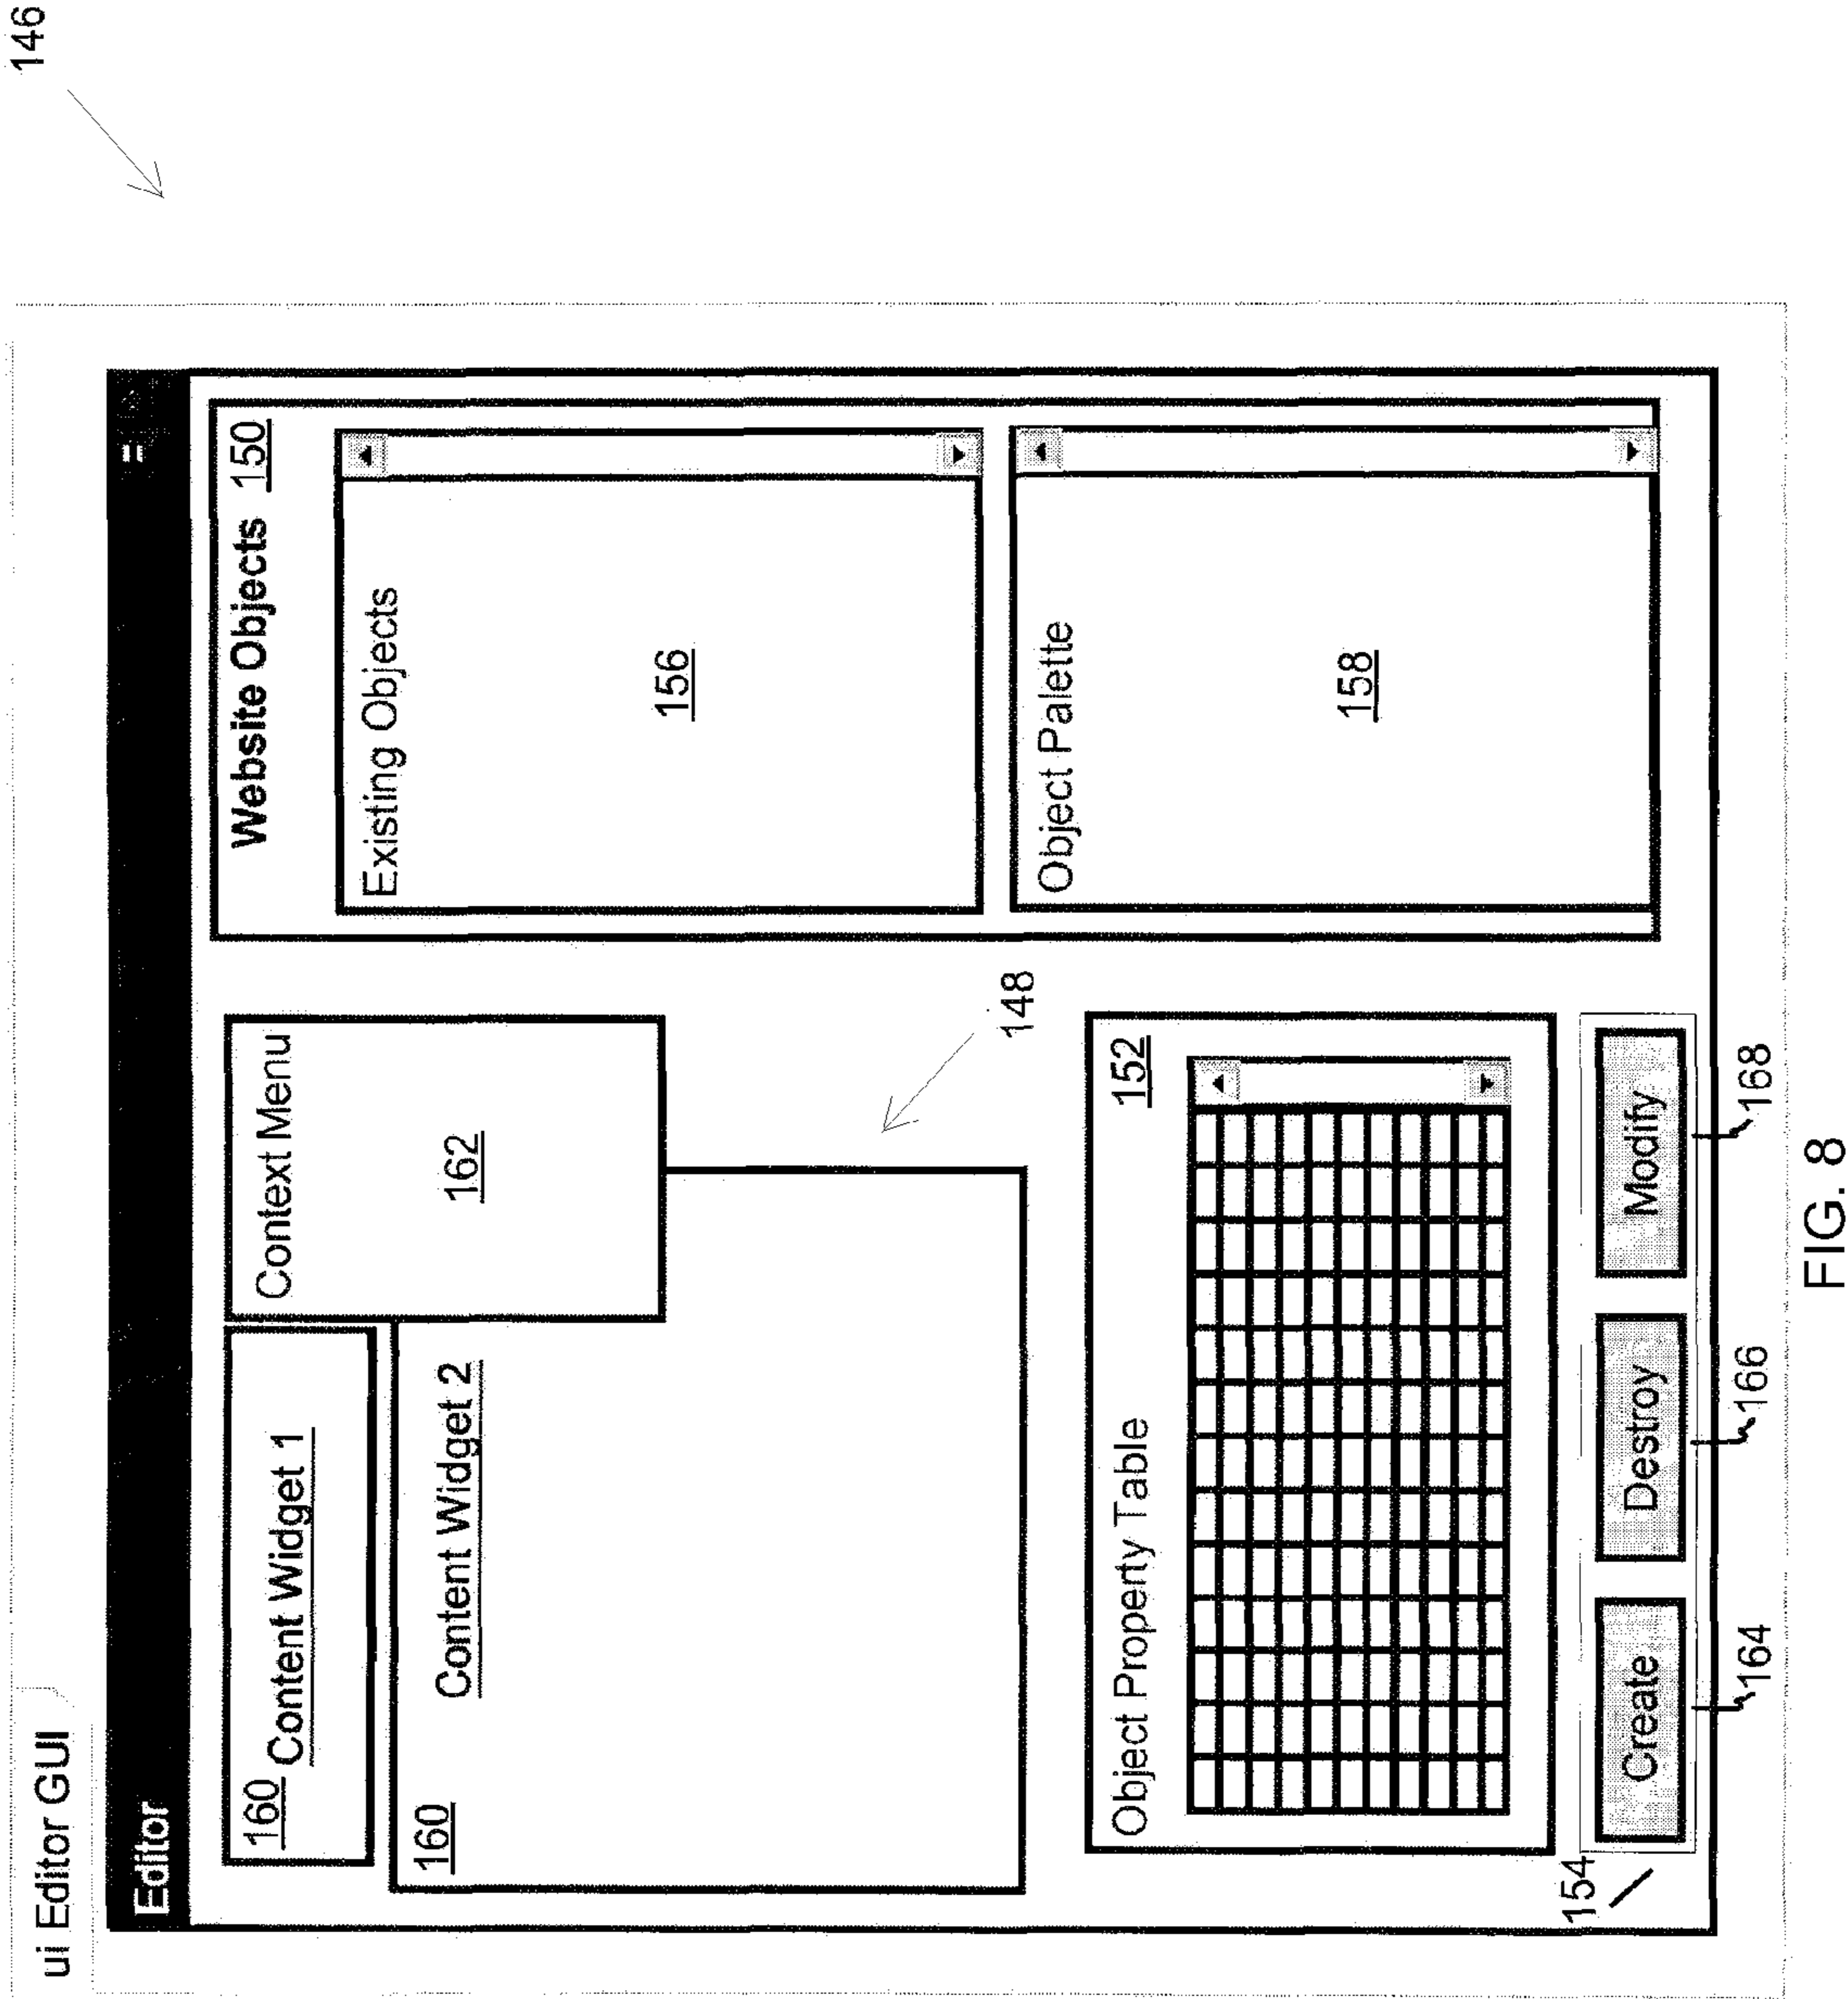 146
ui Editor GUI
Editor
160 Content Widget 1
Context Menu
162
160
Content Widget 2
148
Website Objects 150
Existing Objects
156
Object Palette
158
Object Property Table 152
154
Create
Destroy
Modify
164
166
168
FIG. 8